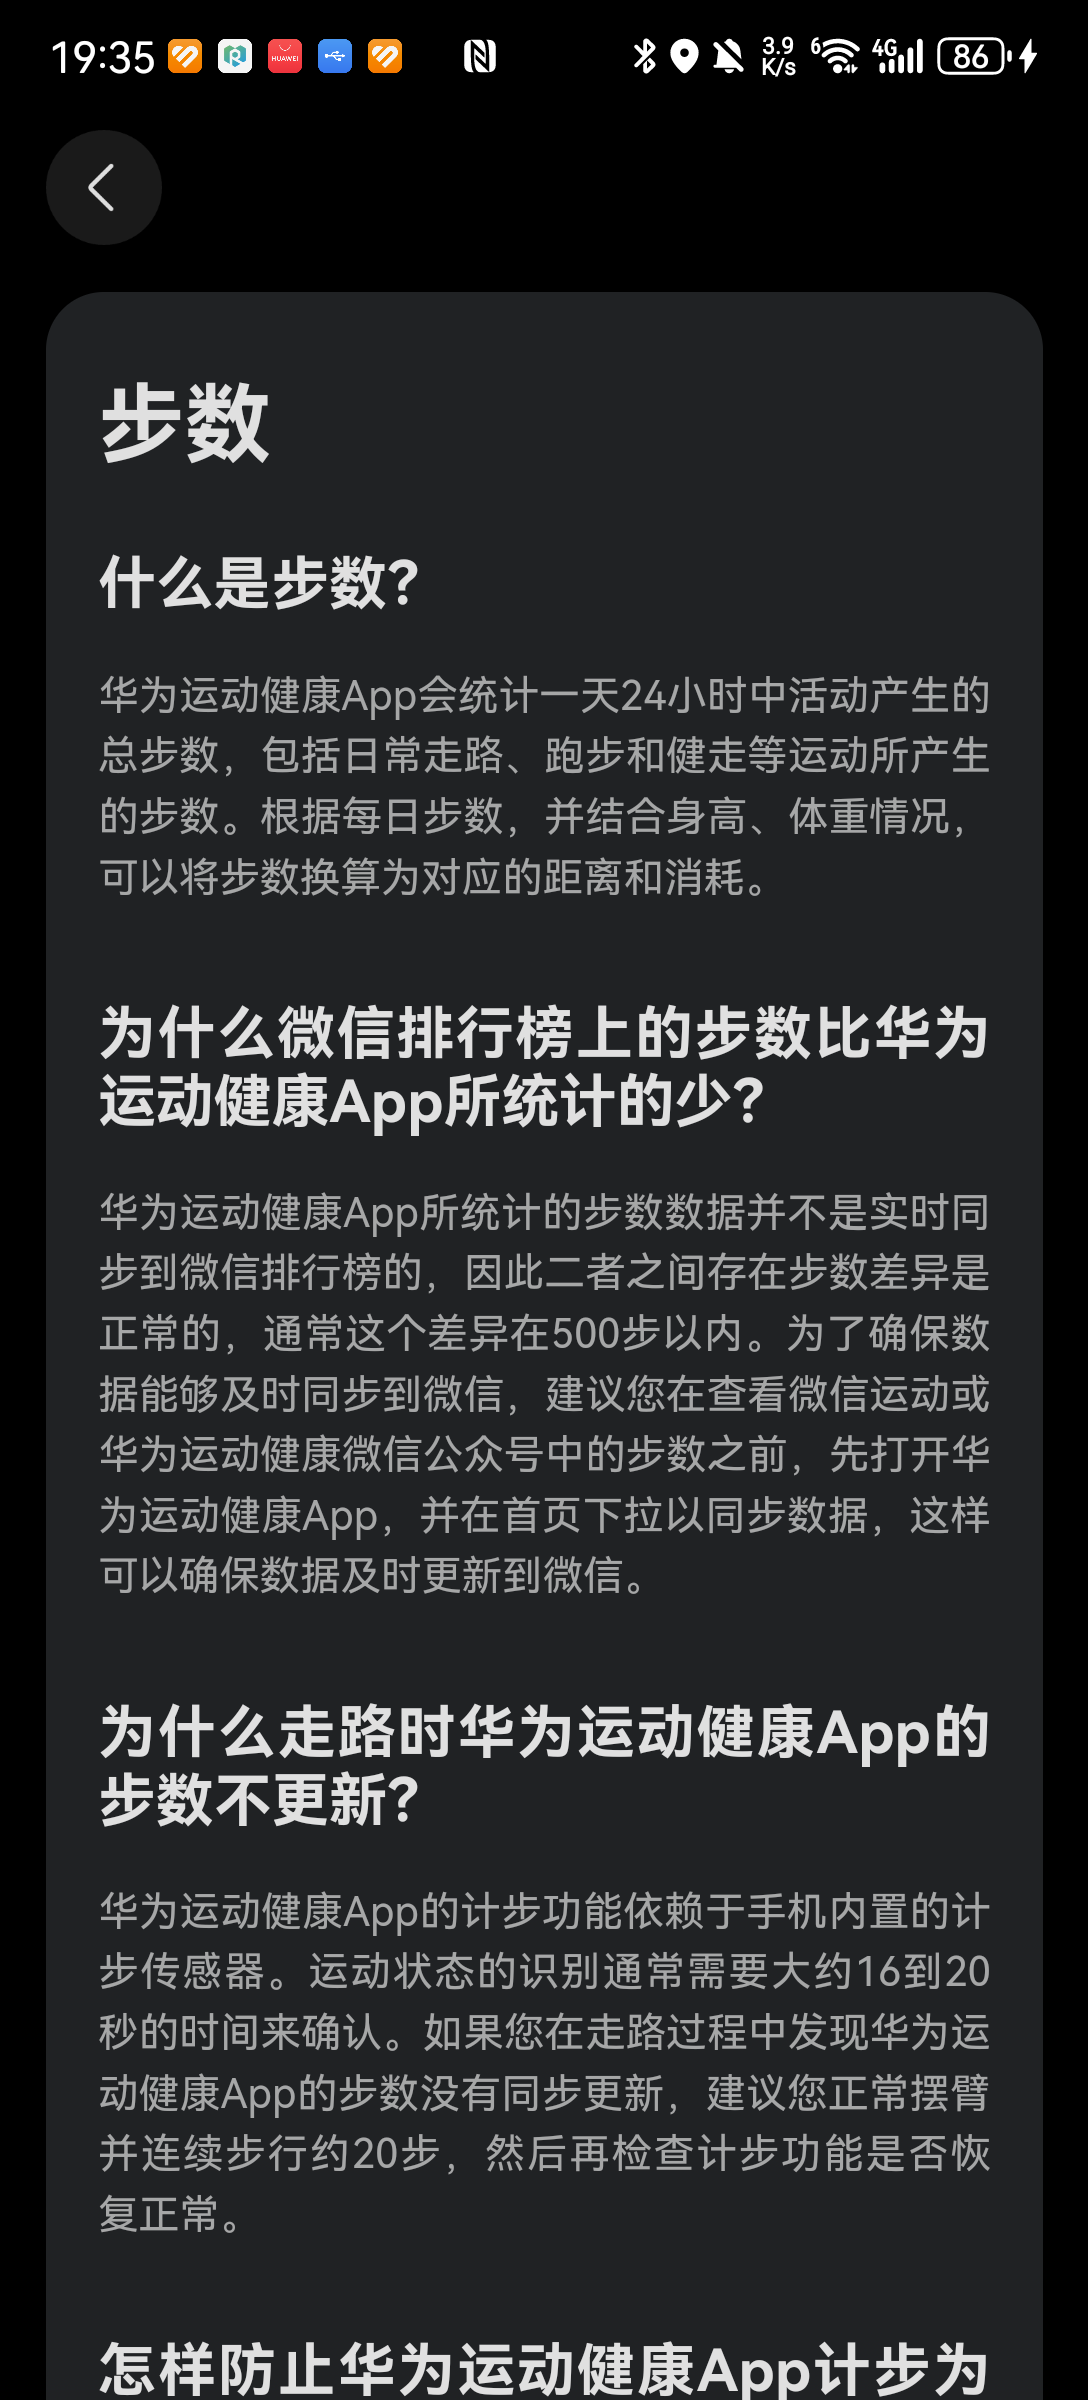 19:35
HUAWEI
3.9
K/s
6
4G
86
步数
什么是步数?
华为运动健康App会统计一天24小时中活动产生的
总步数，包括日常走路、跑步和健走等运动所产生
的步数。根据每日步数，并结合身高、体重情况，
可以将步数换算为对应的距离和消耗。
为什么微信排行榜上的步数比华为
运动健康App所统计的少?
华为运动健康App所统计的步数数据并不是实时同
步到微信排行榜的，因此二者之间存在步数差异是
正常的，通常这个差异在500步以内。为了确保数
据能够及时同步到微信，建议您在查看微信运动或
华为运动健康微信公众号中的步数之前，先打开华
为运动健康App，并在首页下拉以同步数据，这样
可以确保数据及时更新到微信。
为什么走路时华为运动健康App的
步数不更新?
华为运动健康App的计步功能依赖于手机内置的计
步传感器。运动状态的识别通常需要大约16到20
秒的时间来确认。如果您在走路过程中发现华为运
动健康App的步数没有同步更新，建议您正常摆臂
并连续步行约20步，然后再检查计步功能是否恢
复正常。
怎样防止华为运动健康App计步为